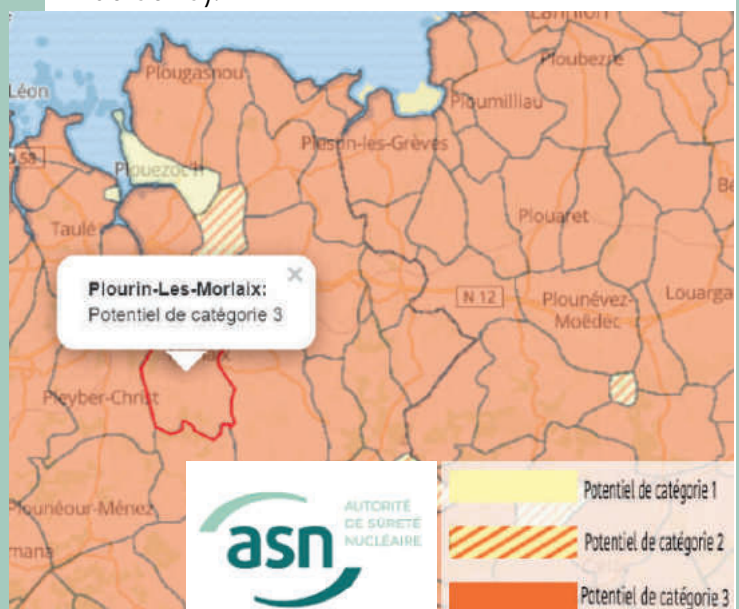 Lannion
Plougasnou
Ploubezre
Léon
Ploumilliau
Plestin-les-Grèves
Plouezoc'h
Taulé
Plouaret
Plourin-Les-Morlaix:
Potentiel de catégorie 3
N 12
Plounévez-
Moëdec
Louarga
Pleyber-Christ
Plounéour-Ménez
asn
AUTORITÉ
DE SÛRETÉ
NUCLÉAIRE
Potentiel de catégorie 1
Potentiel de catégorie 2
Potentiel de catégorie 3